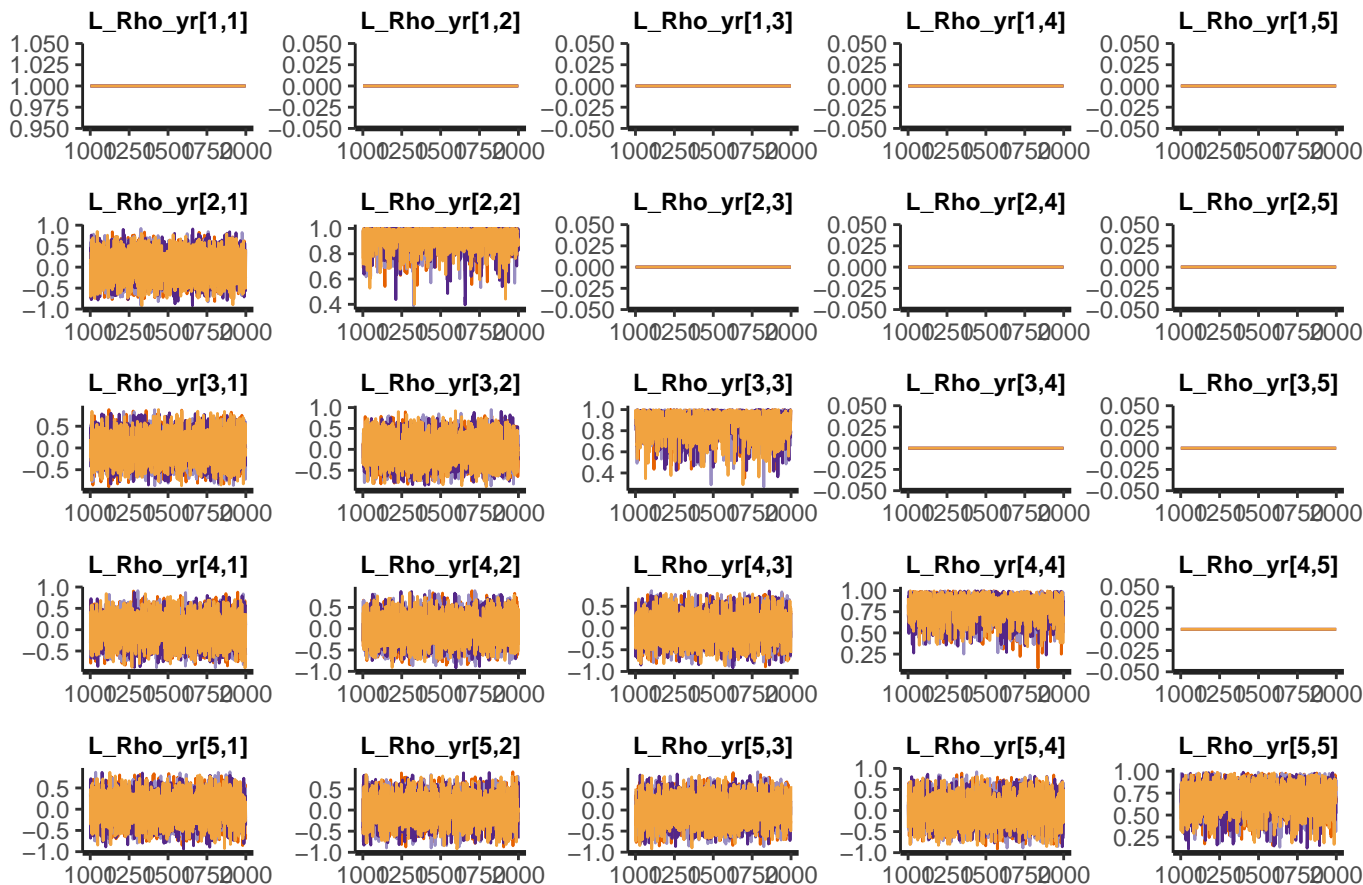 L_Rho_yr[1,1] L_Rho_yr[1,2] L_Rho_yr[1,3] L_Rho_yr[1,4] L_Rho_yr[1,5]
1.050 0.050 0.050 0.050 0.050
1.025 0.025 0.025 0.025 0.025
1.000 0.000 0.000 0.000 0.000
0.975 −0.025 −0.025 −0.025 −0.025
0.950 −0.050 −0.050 −0.050 −0.050
1000 1250 1500 1750 2000 1000 1250 1500 1750 2000 1000 1250 1500 1750 2000 1000 1250 1500 1750 2000 1000 1250 1500 1750 2000
L_Rho_yr[2,1] L_Rho_yr[2,2] L_Rho_yr[2,3] L_Rho_yr[2,4] L_Rho_yr[2,5]
1.0 1.0 0.050 0.050 0.050
0.5 0.8 0.025 0.025 0.025
0.0 0.6 0.000 0.000 0.000
−0.5 0.4 −0.025 −0.025 −0.025
−1.0 −0.050 −0.050 −0.050
1000 1250 1500 1750 2000 1000 1250 1500 1750 2000 1000 1250 1500 1750 2000 1000 1250 1500 1750 2000 1000 1250 1500 1750 2000
L_Rho_yr[3,1] L_Rho_yr[3,2] L_Rho_yr[3,3] L_Rho_yr[3,4] L_Rho_yr[3,5]
0.5 1.0 1.0 0.050 0.050
0.0 0.5 0.8 0.025 0.025
−0.5 0.0 0.6 0.000 0.000
−0.5 0.4 −0.025 −0.025
−0.050 −0.050
1000 1250 1500 1750 2000 1000 1250 1500 1750 2000 1000 1250 1500 1750 2000 1000 1250 1500 1750 2000 1000 1250 1500 1750 2000
L_Rho_yr[4,1] L_Rho_yr[4,2] L_Rho_yr[4,3] L_Rho_yr[4,4] L_Rho_yr[4,5]
1.0 0.5 0.5 1.00 0.050
0.5 0.0 0.0 0.75 0.025
0.0 −0.5 −0.5 0.50 0.000
−0.5 −1.0 −1.0 0.25 −0.025
−0.050
1000 1250 1500 1750 2000 1000 1250 1500 1750 2000 1000 1250 1500 1750 2000 1000 1250 1500 1750 2000 1000 1250 1500 1750 2000
L_Rho_yr[5,1] L_Rho_yr[5,2] L_Rho_yr[5,3] L_Rho_yr[5,4] L_Rho_yr[5,5]
0.5 0.5 0.5 1.0 1.00
0.0 0.0 0.0 0.5 0.75
−0.5 −0.5 −0.5 0.0 0.50
−1.0 −1.0 −1.0 −0.5 0.25
−1.0
1000 1250 1500 1750 2000 1000 1250 1500 1750 2000 1000 1250 1500 1750 2000 1000 1250 1500 1750 2000 1000 1250 1500 1750 2000